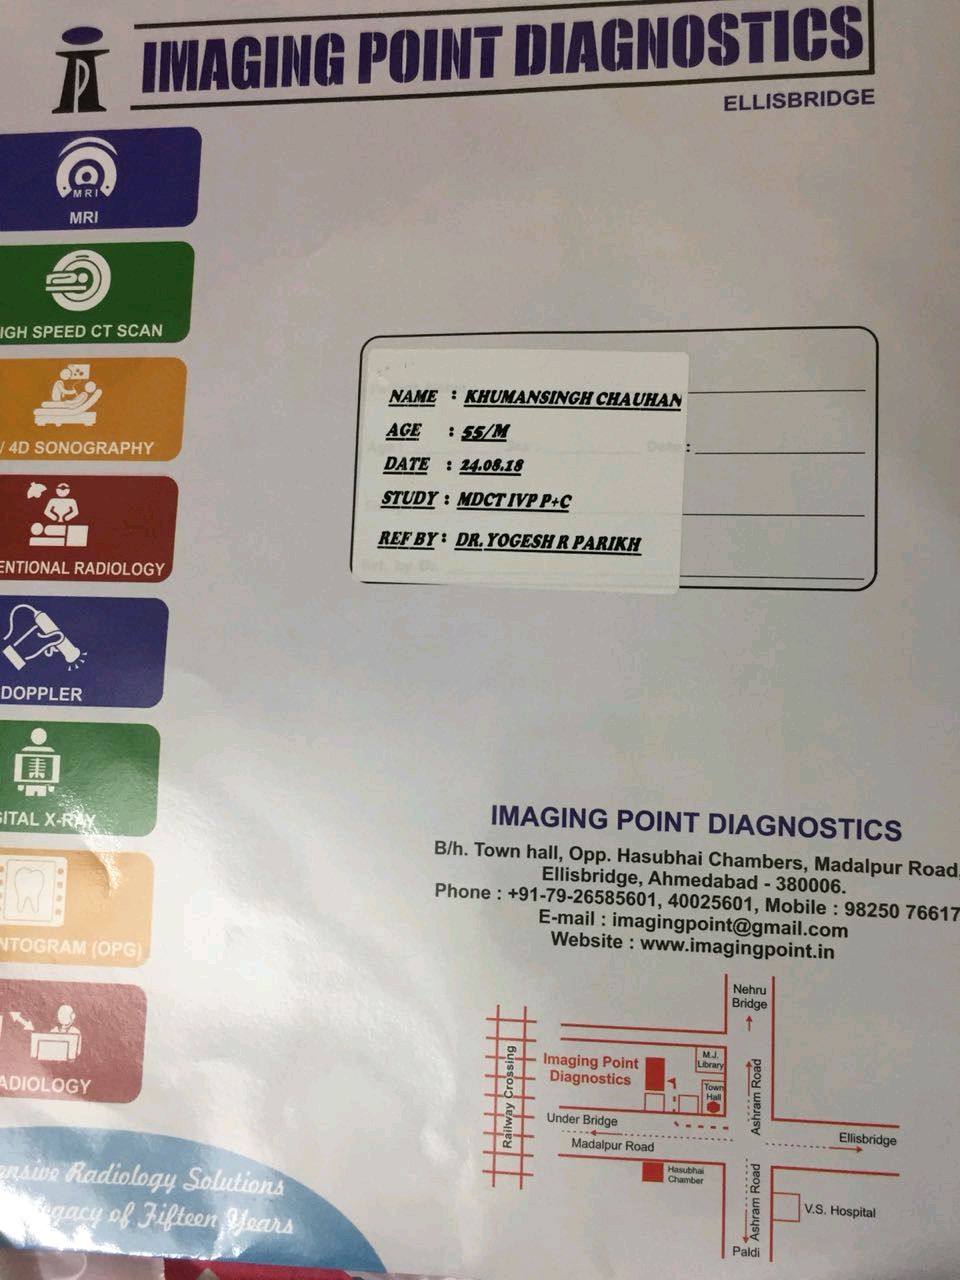 IMAGING POINT DIAGNOSTICS
ELLISBRIDGE
MRI
MRI
IGH SPEED CT SCAN
/ 4D SONOGRAPHY
ENTIONAL RADIOLOGY
DOPPLER
GITAL X-RAY
NTOGRAM (OPG)
ADIOLOGY
ensive Radiology Solutions
egacy of Fifteen Years
NAME : KHUMANSINGH CHAUHAN
AGE : 55/M
DATE : 24.08.18
STUDY : MDCT IVP P+C
REF BY : DR. YOGESH R PARIKH
IMAGING POINT DIAGNOSTICS
B/h. Town hall, Opp. Hasubhai Chambers, Madalpur Road,
Ellisbridge, Ahmedabad - 380006.
Phone : +91-79-26585601, 40025601, Mobile : 98250 76617
E-mail : imagingpoint@gmail.com
Website : www.imagingpoint.in
Nehru
Bridge
Railway Crossing
Imaging Point
Diagnostics
M.J.
Library
Town
Hall
Ashram Road
Under Bridge
Madalpur Road
Ellisbridge
Hasubhai
Chamber
Ashram Road
V.S. Hospital
Paldi